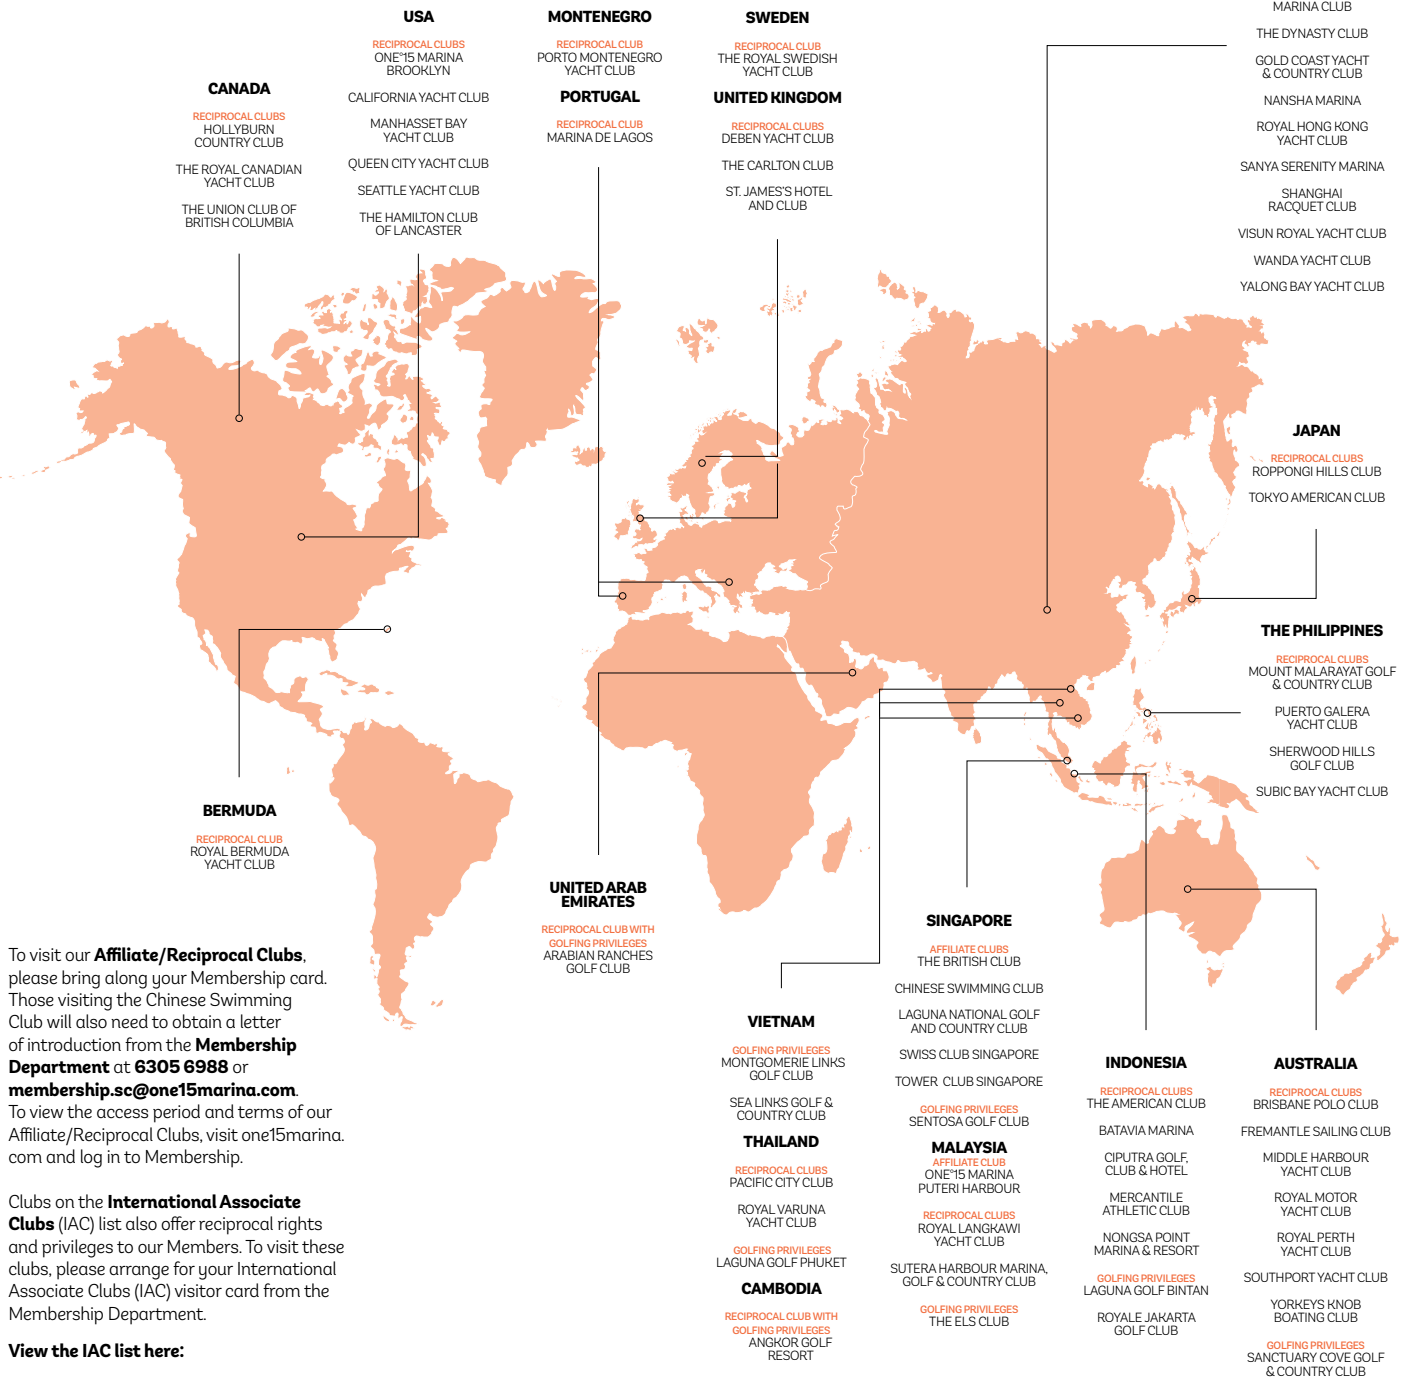 USA
RECIPROCAL CLUBS
ONE°15 MARINA
BROOKLYN
CALIFORNIA YACHT CLUB
MANHASSET BAY
YACHT CLUB
QUEEN CITY YACHT CLUB
SEATTLE YACHT CLUB
THE HAMILTON CLUB
OF LANCASTER
MONTENEGRO
RECIPROCAL CLUB
PORTO MONTENEGRO
YACHT CLUB
PORTUGAL
RECIPROCAL CLUB
MARINA DE LAGOS
SWEDEN
RECIPROCAL CLUB
THE ROYAL SWEDISH
YACHT CLUB
UNITED KINGDOM
RECIPROCAL CLUBS
DEBEN YACHT CLUB
THE CARLTON CLUB
ST. JAMES'S HOTEL
AND CLUB
MARINA CLUB
THE DYNASTY CLUB
GOLD COAST YACHT
& COUNTRY CLUB
NANSHA MARINA
ROYAL HONG KONG
YACHT CLUB
SANYA SERENITY MARINA
SHANGHAI
RACQUET CLUB
VISUN ROYAL YACHT CLUB
WANDA YACHT CLUB
YALONG BAY YACHT CLUB
CANADA
RECIPROCAL CLUBS
HOLLYBURN
COUNTRY CLUB
THE ROYAL CANADIAN
YACHT CLUB
THE UNION CLUB OF
BRITISH COLUMBIA
JAPAN
RECIPROCAL CLUBS
ROPPONGI HILLS CLUB
TOKYO AMERICAN CLUB
THE PHILIPPINES
RECIPROCAL CLUBS
MOUNT MALARAYAT GOLF
& COUNTRY CLUB
PUERTO GALERA
YACHT CLUB
SHERWOOD HILLS
GOLF CLUB
SUBIC BAY YACHT CLUB
BERMUDA
RECIPROCAL CLUB
ROYAL BERMUDA
YACHT CLUB
UNITED ARAB
EMIRATES
RECIPROCAL CLUB WITH
GOLFING PRIVILEGES
ARABIAN RANCHES
GOLF CLUB
To visit our Affiliate/Reciprocal Clubs,
please bring along your Membership card.
Those visiting the Chinese Swimming
Club will also need to obtain a letter
of introduction from the Membership
Department at 6305 6988 or
membership.sc@one15marina.com.
To view the access period and terms of our
Affiliate/Reciprocal Clubs, visit one15marina.
com and log in to Membership.
Clubs on the International Associate
Clubs (IAC) list also offer reciprocal rights
and privileges to our Members. To visit these
clubs, please arrange for your International
Associate Clubs (IAC) visitor card from the
Membership Department.
View the IAC list here:
VIETNAM
GOLFING PRIVILEGES
MONTGOMERIE LINKS
GOLF CLUB
SEA LINKS GOLF &
COUNTRY CLUB
THAILAND
RECIPROCAL CLUBS
PACIFIC CITY CLUB
ROYAL VARUNA
YACHT CLUB
GOLFING PRIVILEGES
LAGUNA GOLF PHUKET
CAMBODIA
RECIPROCAL CLUB WITH
GOLFING PRIVILEGES
ANGKOR GOLF
RESORT
SINGAPORE
AFFILIATE CLUBS
THE BRITISH CLUB
CHINESE SWIMMING CLUB
LAGUNA NATIONAL GOLF
AND COUNTRY CLUB
SWISS CLUB SINGAPORE
TOWER CLUB SINGAPORE
GOLFING PRIVILEGES
SENTOSA GOLF CLUB
MALAYSIA
AFFILIATE CLUB
ONE°15 MARINA
PUTERI HARBOUR
RECIPROCAL CLUBS
ROYAL LANGKAWI
YACHT CLUB
SUTERA HARBOUR MARINA,
GOLF & COUNTRY CLUB
GOLFING PRIVILEGES
THE ELS CLUB
INDONESIA
RECIPROCAL CLUBS
THE AMERICAN CLUB
BATAVIA MARINA
CIPUTRA GOLF,
CLUB & HOTEL
MERCANTILE
ATHLETIC CLUB
NONGSA POINT
MARINA & RESORT
GOLFING PRIVILEGES
LAGUNA GOLF BINTAN
ROYALE JAKARTA
GOLF CLUB
AUSTRALIA
RECIPROCAL CLUBS
BRISBANE POLO CLUB
FREMANTLE SAILING CLUB
MIDDLE HARBOUR
YACHT CLUB
ROYAL MOTOR
YACHT CLUB
ROYAL PERTH
YACHT CLUB
SOUTHPORT YACHT CLUB
YORKEYS KNOB
BOATING CLUB
GOLFING PRIVILEGES
SANCTUARY COVE GOLF
& COUNTRY CLUB